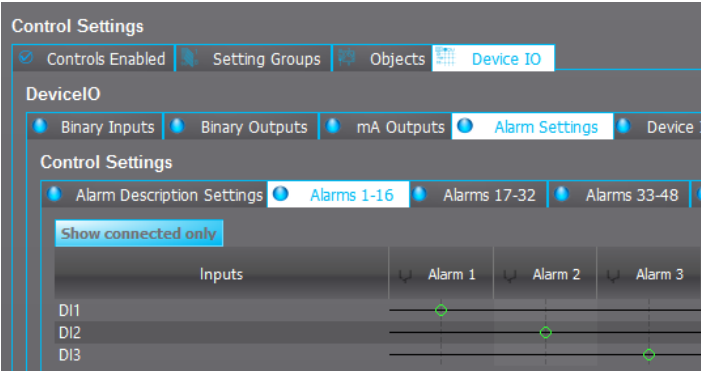 Control Settings
Controls Enabled Setting Groups Objects Device IO
DeviceIO
Binary Inputs Binary Outputs mA Outputs Alarm Settings Device
Control Settings
Alarm Description Settings Alarms 1-16 Alarms 17-32 Alarms 33-48
Show connected only
Inputs Alarm 1 Alarm 2 Alarm 3
DI1
DI2
DI3